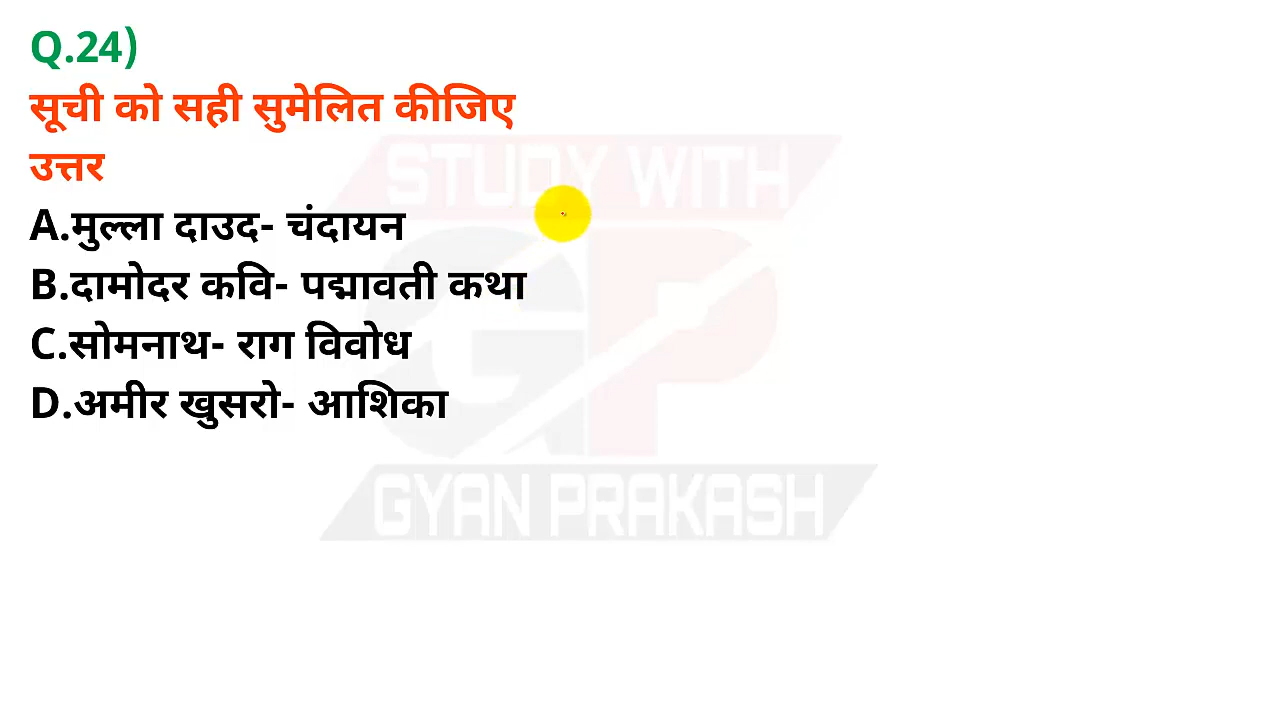 Q.24)
सूची को सही सुमेलित कीजिए
उत्तर
A.मुल्ला दाउद- चंदायन
B.दामोदर कवि- पद्मावती कथा
C.सोमनाथ- राग विवोध
D.अमीर खुसरो- आशिका
STUDY WITH
GP
GYAN PRAKASH